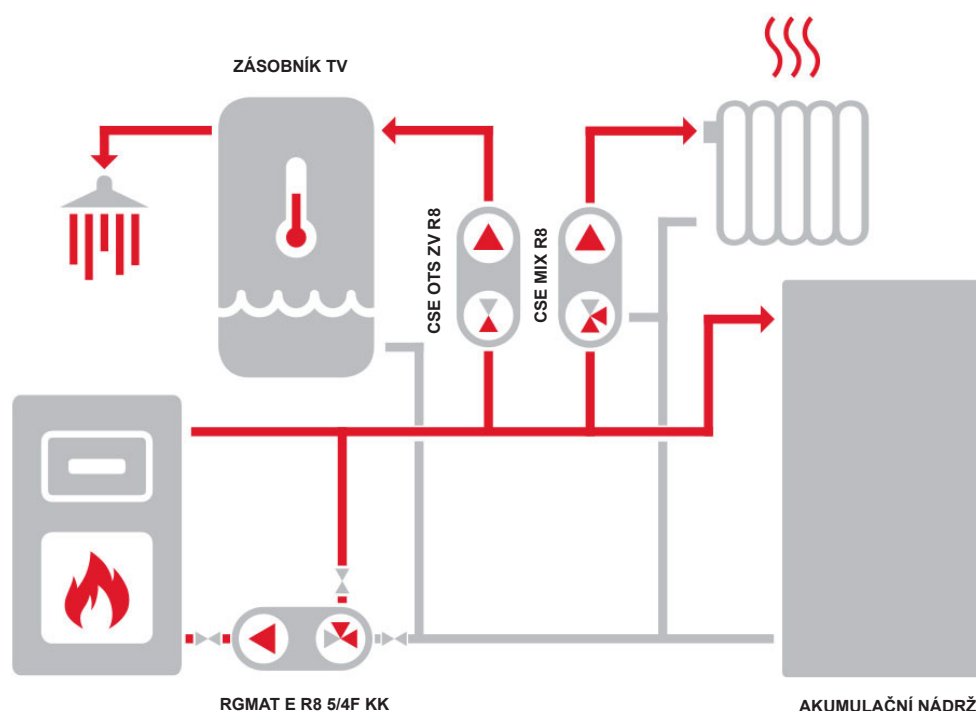 ZÁSOBNÍK TV
CSE OTS ZV R8
CSE MIX R8
RGMAT E R8 5/4F KK
AKUMULAČNÍ NÁDRŽ